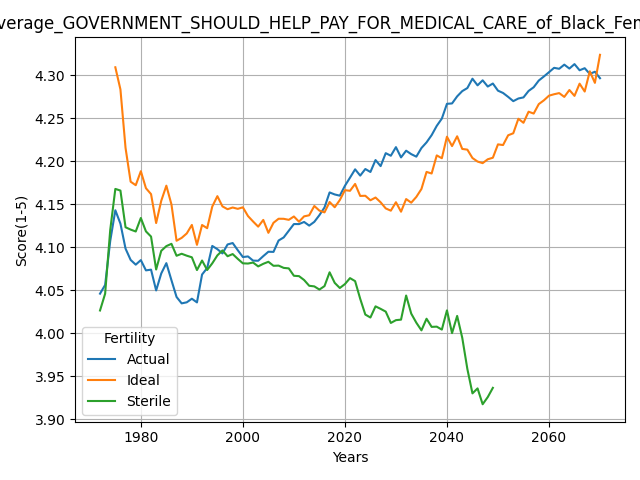 verage_GOVERNMENT_SHOULD_HELP_PAY_FOR_MEDICAL_CARE_of_Black_Fem
4.30
4.25
4.20
4.15
4.10
4.05
4.00
3.95
3.90
Score(1-5)
Fertility
Actual
Ideal
Sterile
1980 2000 2020 2040 2060
Years